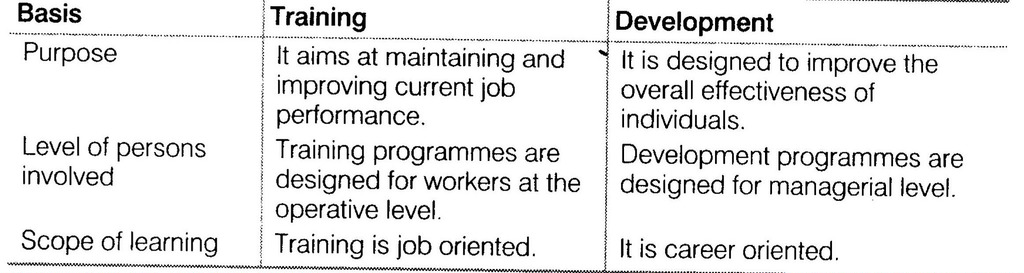 Basis Training Development
Purpose It aims at maintaining and improving current job performance. It is designed to improve the overall effectiveness of individuals.
Level of persons involved Training programmes are designed for workers at the operative level. Development programmes are designed for managerial level.
Scope of learning Training is job oriented. It is career oriented.